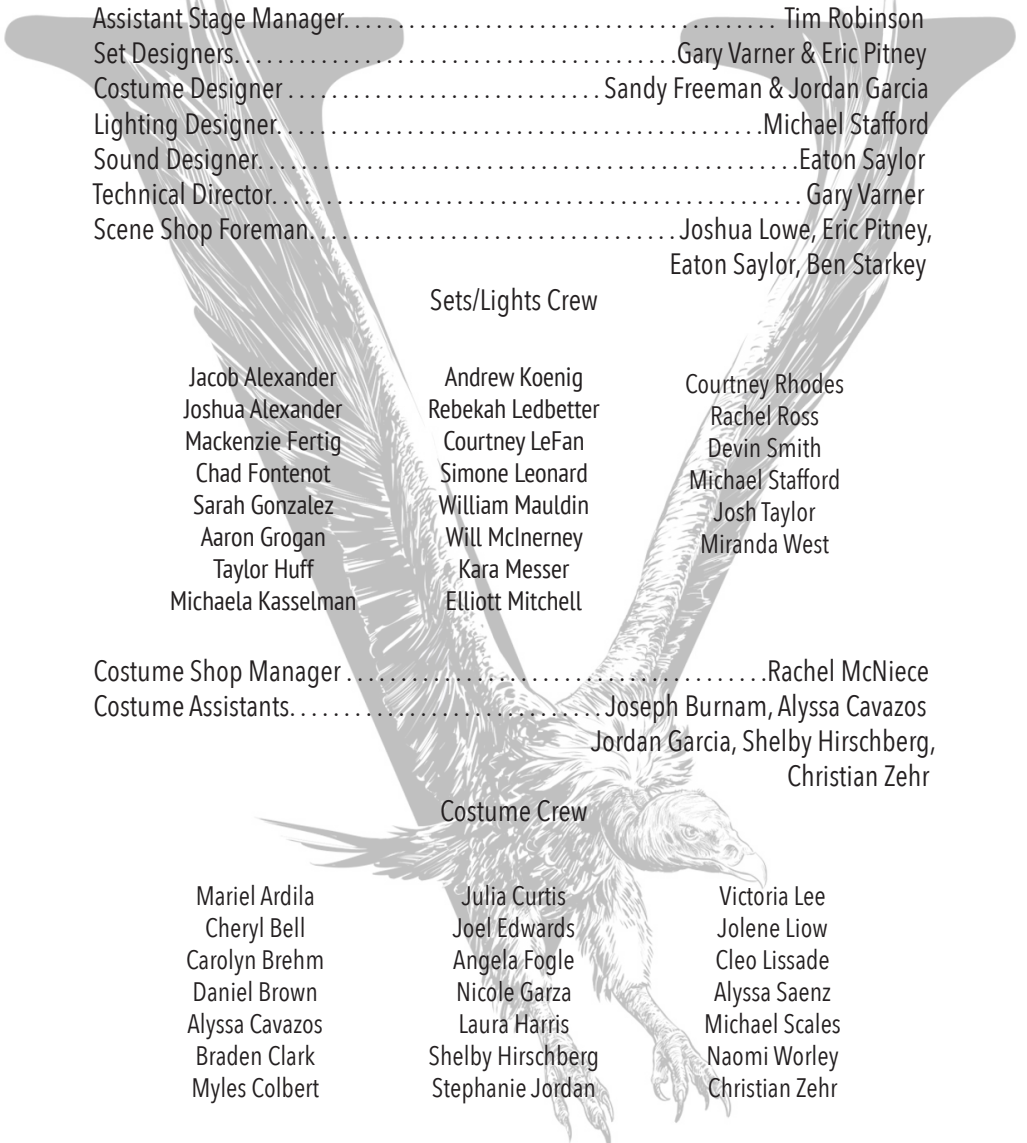 Assistant Stage Manager. . . . . . . . . . . . . . . . . . . . . . . . . . . . . . . . . . . . . . . . Tim Robinson
Set Designers. . . . . . . . . . . . . . . . . . . . . . . . . . . . . . . . . . . . . . . . .Gary Varner & Eric Pitney
Costume Designer . . . . . . . . . . . . . . . . . . . . . . . . . . . . . Sandy Freeman & Jordan Garcia
Lighting Designer. . . . . . . . . . . . . . . . . . . . . . . . . . . . . . . . . . . . . . . . . . . . .Michael Stafford
Sound Designer. . . . . . . . . . . . . . . . . . . . . . . . . . . . . . . . . . . . . . . . . . . . . . . . . .Eaton Saylor
Technical Director. . . . . . . . . . . . . . . . . . . . . . . . . . . . . . . . . . . . . . . . . . . . . . . . . Gary Varner
Scene Shop Foreman. . . . . . . . . . . . . . . . . . . . . . . . . . . . . . . . . . Joshua Lowe, Eric Pitney,
Eaton Saylor, Ben Starkey
Sets/Lights Crew
Jacob Alexander
Joshua Alexander
Mackenzie Fertig
Chad Fontenot
Sarah Gonzalez
Aaron Grogan
Taylor Huff
Michaela Kasselman
Andrew Koenig
Rebekah Ledbetter
Courtney LeFan
Simone Leonard
William Mauldin
Will McInerney
Kara Messer
Elliott Mitchell
Courtney Rhodes
Rachel Ross
Devin Smith
Michael Stafford
Josh Taylor
Miranda West
Costume Shop Manager . . . . . . . . . . . . . . . . . . . . . . . . . . . . . . . . . . . . . . .Rachel McNiece
Costume Assistants. . . . . . . . . . . . . . . . . . . . . . . . . . . . . Joseph Burnam, Alyssa Cavazos
Jordan Garcia, Shelby Hirschberg,
Christian Zehr
Costume Crew
Mariel Ardila
Cheryl Bell
Carolyn Brehm
Daniel Brown
Alyssa Cavazos
Braden Clark
Myles Colbert
Julia Curtis
Joel Edwards
Angela Fogle
Nicole Garza
Laura Harris
Shelby Hirschberg
Stephanie Jordan
Victoria Lee
Jolene Liow
Cleo Lissade
Alyssa Saenz
Michael Scales
Naomi Worley
Christian Zehr